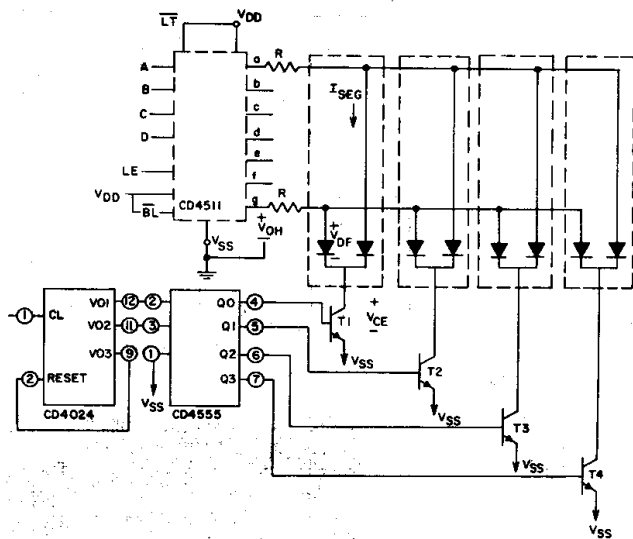 L̅T̅
VDD
A
B
C
D
LE
VDD
B̅L̅
CD4511
a
b
c
d
e
f
g
R
R
+
VOH
−
VSS
ISEG
+
VDF
−
1
CL
VO1
12
VO2
11
VO3
9
2
RESET
CD4024
2
3
1
VSS
Q0
4
Q1
5
Q2
6
Q3
7
CD4555
T1
+
VCE
−
VSS
T2
VSS
T3
VSS
T4
VSS